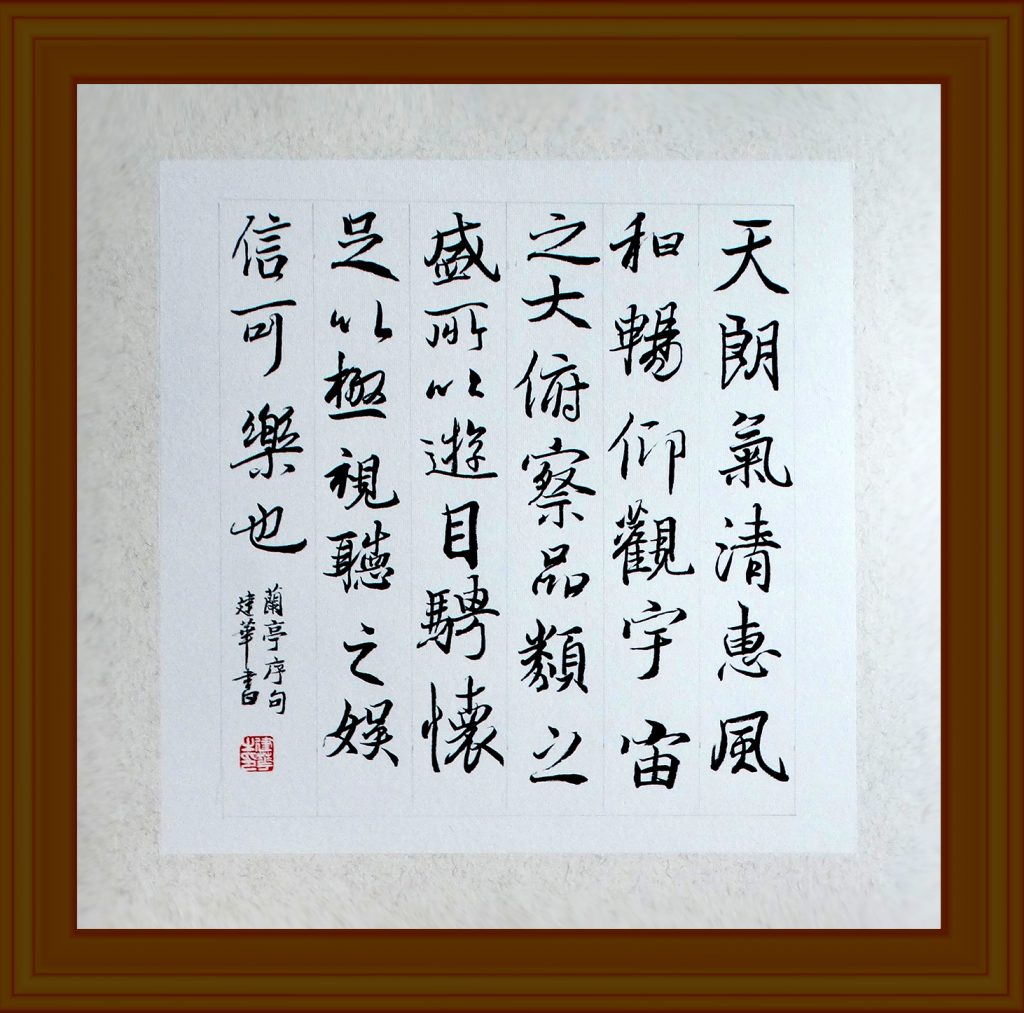 天朗氣清惠風
和暢仰觀宇宙
之大俯察品類之
盛所以遊目騁懷
足以極視聽之娛
信可樂也
蘭亭序句
建華書